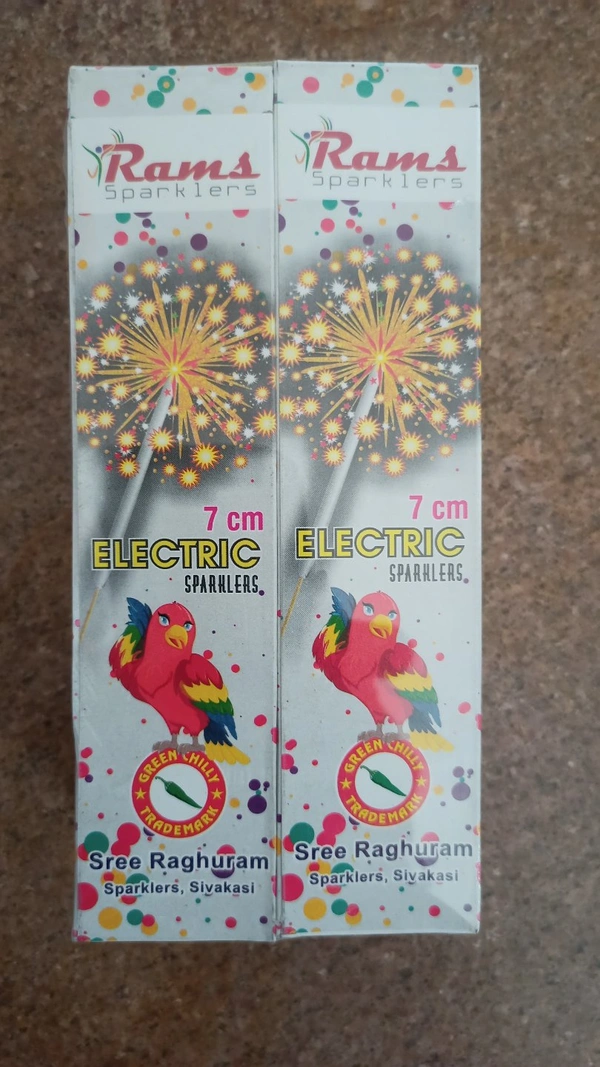 Rams
Sparklers
7 cm
ELECTRIC
SPARKLERS
GREEN CHILLY
TRADEMARK
Sree Raghuram
Sparklers, Sivakasi
Rams
Sparklers
7 cm
ELECTRIC
SPARKLERS
GREEN CHILLY
TRADEMARK
Sree Raghuram
Sparklers, Sivakasi